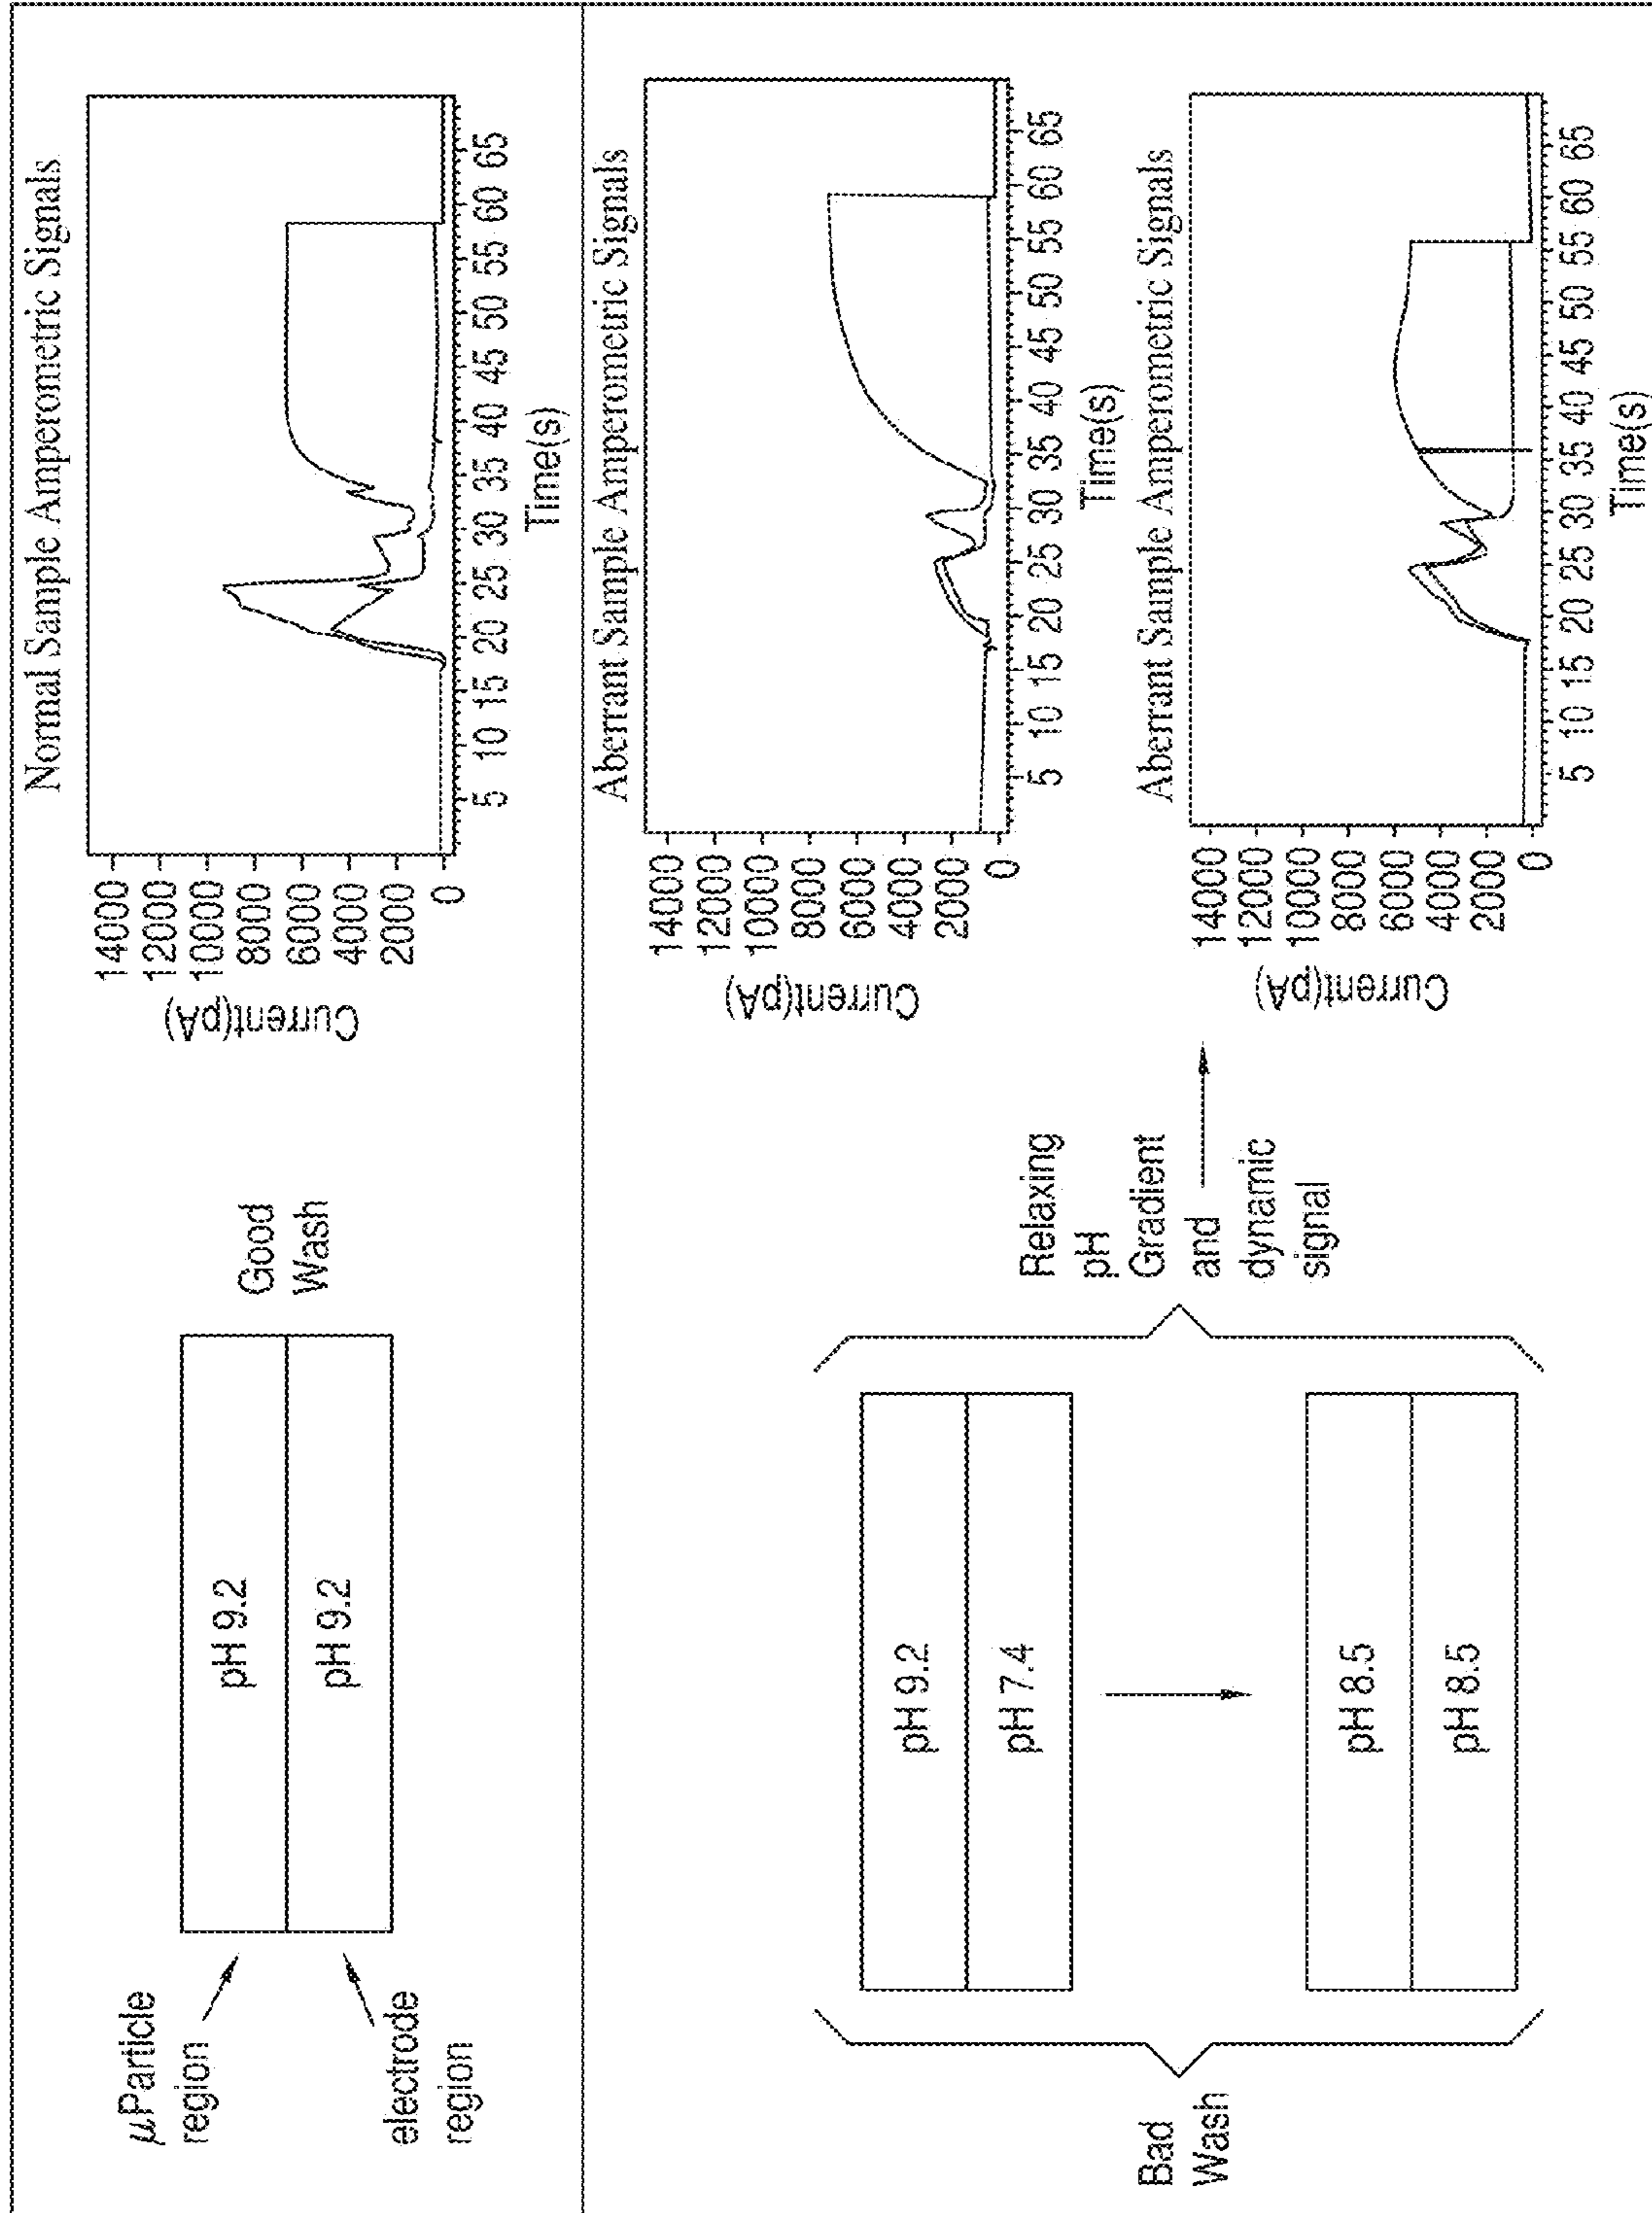 μParticle
region
electrode
region
pH 9.2
pH 9.2
Good
Wash
Normal Sample Amperometric Signals
Current(pA)
14000
12000
10000
8000
6000
4000
2000
0
5 10 15 20 25 30 35 40 45 50 55 60 65
Time(s)
Bad
Wash
pH 9.2
pH 7.4
pH 8.5
pH 8.5
Relaxing
pH
Gradient
and
dynamic
signal
Aberrant Sample Amperometric Signals
Current(pA)
14000
12000
10000
8000
6000
4000
2000
0
5 10 15 20 25 30 35 40 45 50 55 60 65
Time(s)
Aberrant Sample Amperometric Signals
Current(pA)
14000
12000
10000
8000
6000
4000
2000
0
5 10 15 20 25 30 35 40 45 50 55 60 65
Time(s)